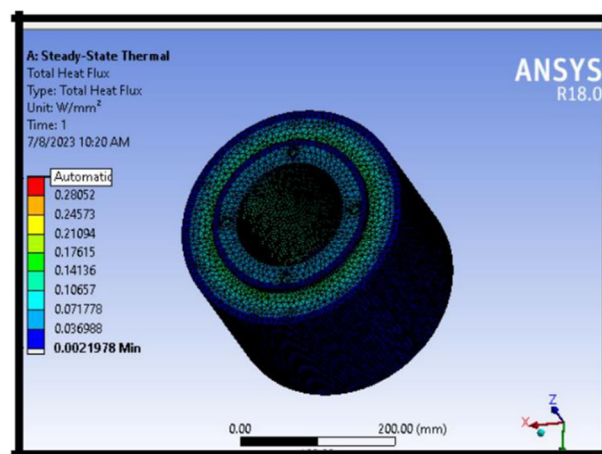 A: Steady-State Thermal
Total Heat Flux
Type: Total Heat Flux
Unit: W/mm²
Time: 1
7/8/2023 10:20 AM
ANSYS
R18.0
Automatic
0.28052
0.24573
0.21094
0.17615
0.14136
0.10657
0.071778
0.036988
0.0021978 Min
0.00
200.00 (mm)
Z
X